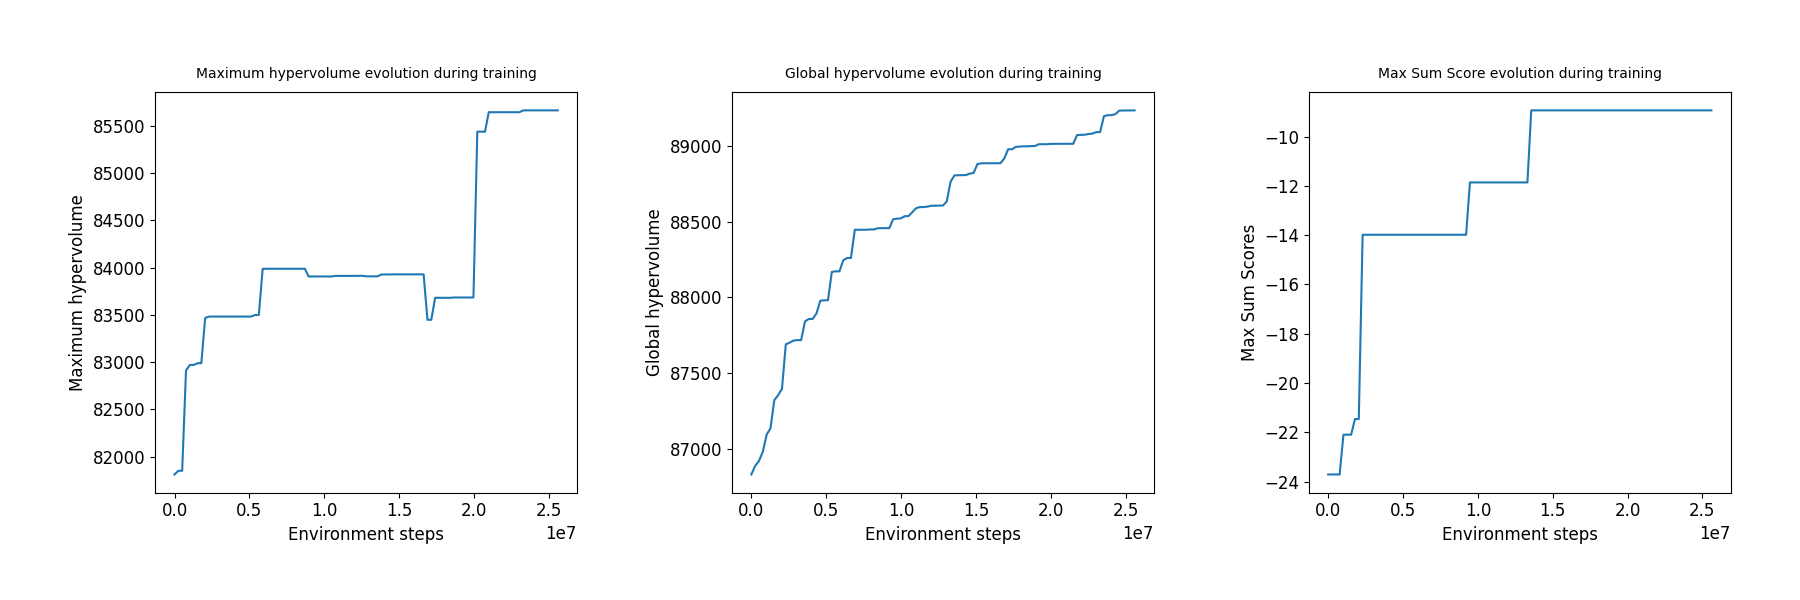 Maximum hypervolume evolution during training
Maximum hypervolume
85500
85000
84500
84000
83500
83000
82500
82000
0.0 0.5 1.0 1.5 2.0 2.5
Environment steps
1e7
Global hypervolume evolution during training
Global hypervolume
89000
88500
88000
87500
87000
0.0 0.5 1.0 1.5 2.0 2.5
Environment steps
1e7
Max Sum Score evolution during training
Max Sum Scores
−10
−12
−14
−16
−18
−20
−22
−24
0.0 0.5 1.0 1.5 2.0 2.5
Environment steps
1e7